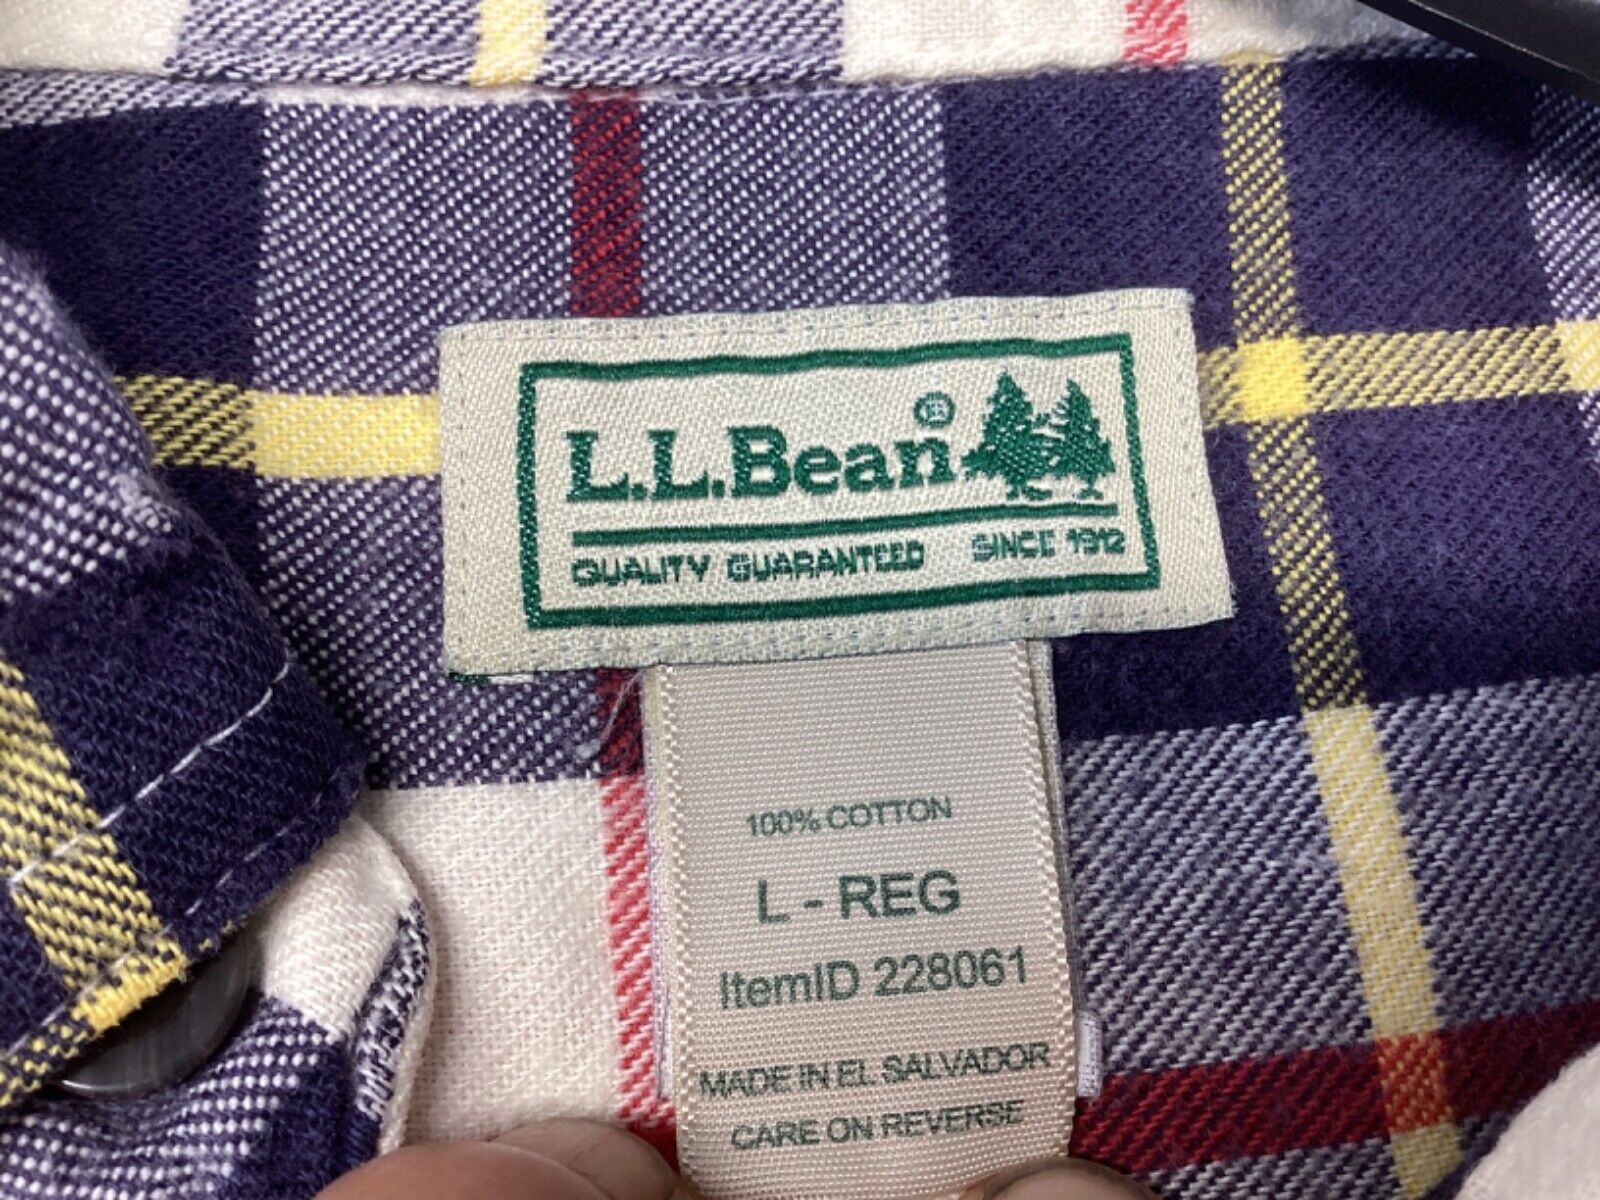 L.L.Bean®
QUALITY GUARANTEED SINCE 1912
100% COTTON
L - REG
ItemID 228061
MADE IN EL SALVADOR
CARE ON REVERSE